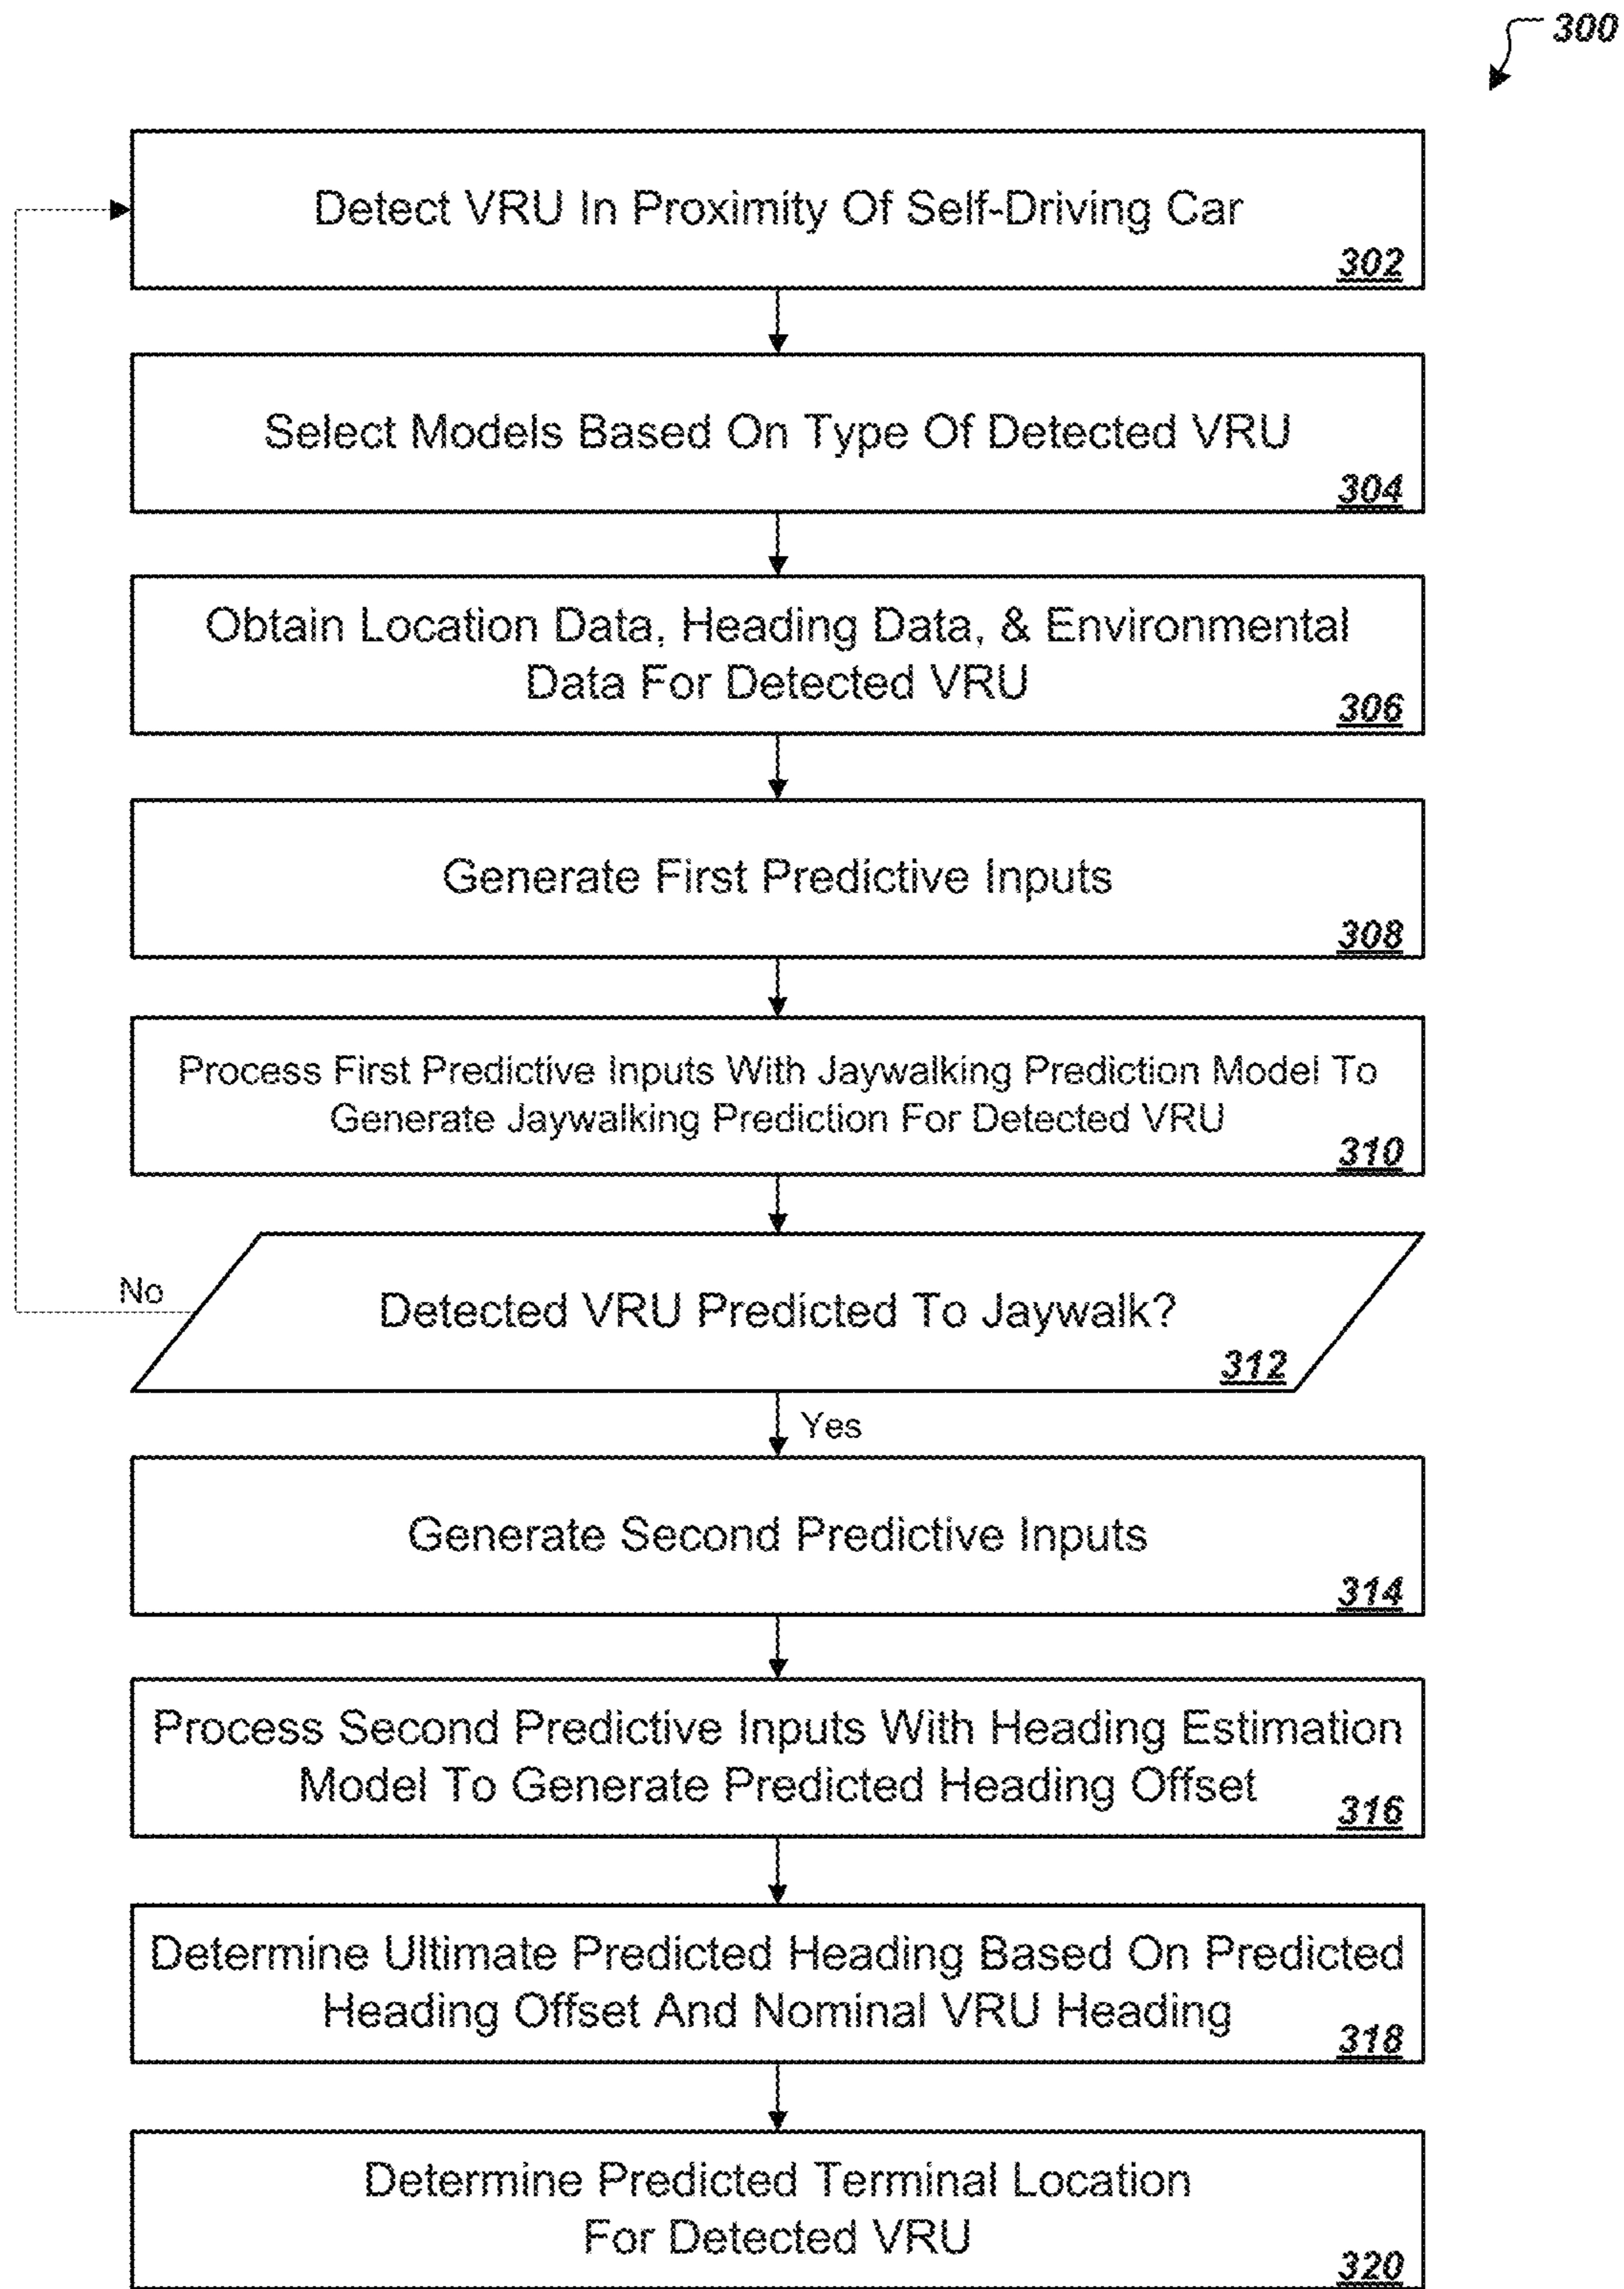 300
Detect VRU In Proximity Of Self-Driving Car
302
Select Models Based On Type Of Detected VRU
304
Obtain Location Data, Heading Data, & Environmental
Data For Detected VRU
306
Generate First Predictive Inputs
308
Process First Predictive Inputs With Jaywalking Prediction Model To
Generate Jaywalking Prediction For Detected VRU
310
No
Detected VRU Predicted To Jaywalk?
312
Yes
Generate Second Predictive Inputs
314
Process Second Predictive Inputs With Heading Estimation
Model To Generate Predicted Heading Offset
316
Determine Ultimate Predicted Heading Based On Predicted
Heading Offset And Nominal VRU Heading
318
Determine Predicted Terminal Location
For Detected VRU
320